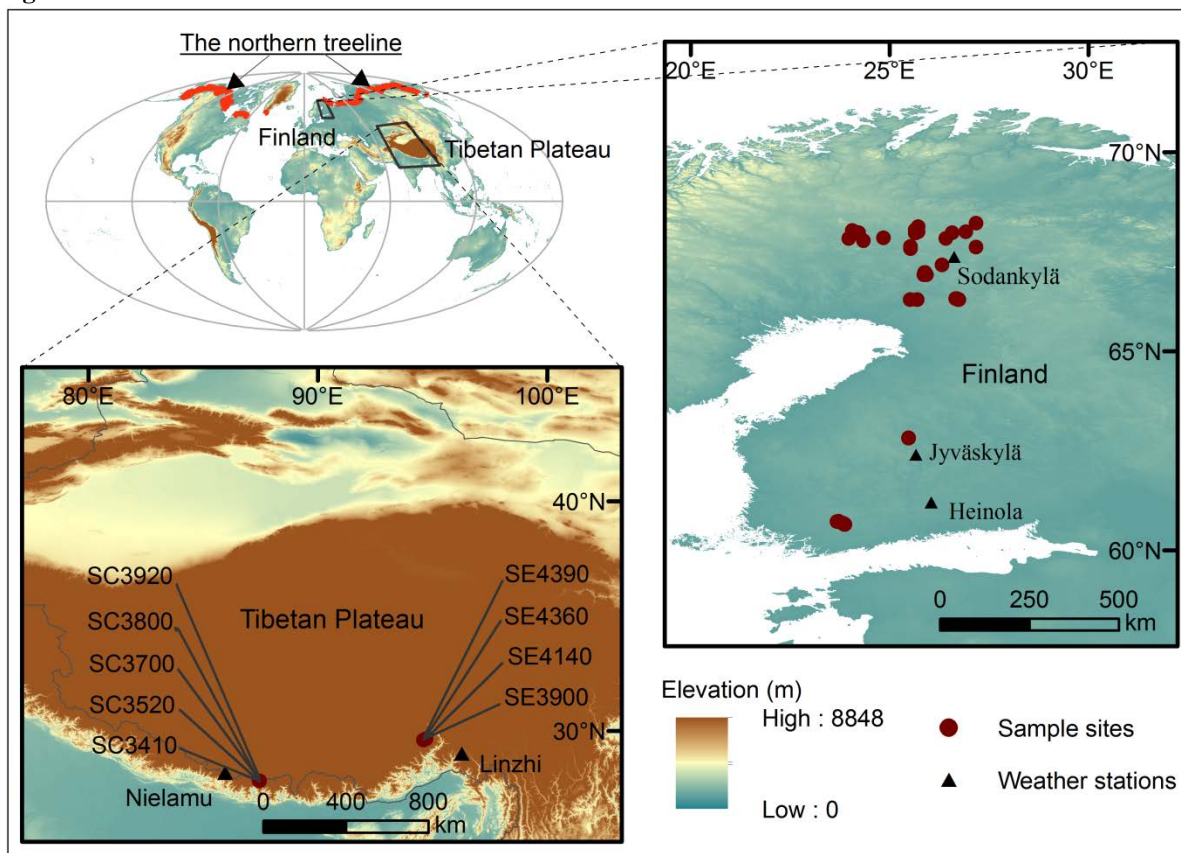 The northern treeline
Finland
Tibetan Plateau
20°E 25°E 30°E
70°N
Sodankylä
65°N
Finland
Jyväskylä
Heinola
60°N
0 250 500
km
80°E 90°E 100°E
40°N
SC3920
SC3800
SC3700
SC3520
SC3410
Tibetan Plateau
SE4390
SE4360
SE4140
SE3900
30°N
Linzhi
Nielamu
0 400 800
km
Elevation (m)
High : 8848
Low : 0
Sample sites
Weather stations